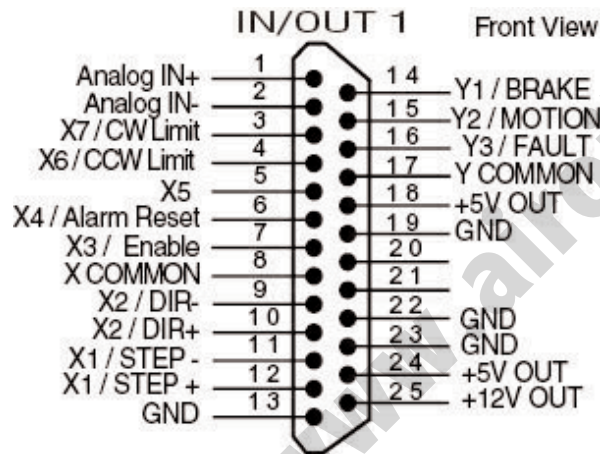 IN/OUT 1
Front View
1
Analog IN+
2
Analog IN-
3
X7 / CW Limit
4
X6 / CCW Limit
5
X5
6
X4 / Alarm Reset
7
X3 / Enable
8
X COMMON
9
X2 / DIR-
10
X2 / DIR+
11
X1 / STEP -
12
X1 / STEP +
13
GND
14
Y1 / BRAKE
15
Y2 / MOTION
16
Y3 / FAULT
17
Y COMMON
18
+5V OUT
19
GND
20
21
22
GND
23
GND
24
+5V OUT
25
+12V OUT